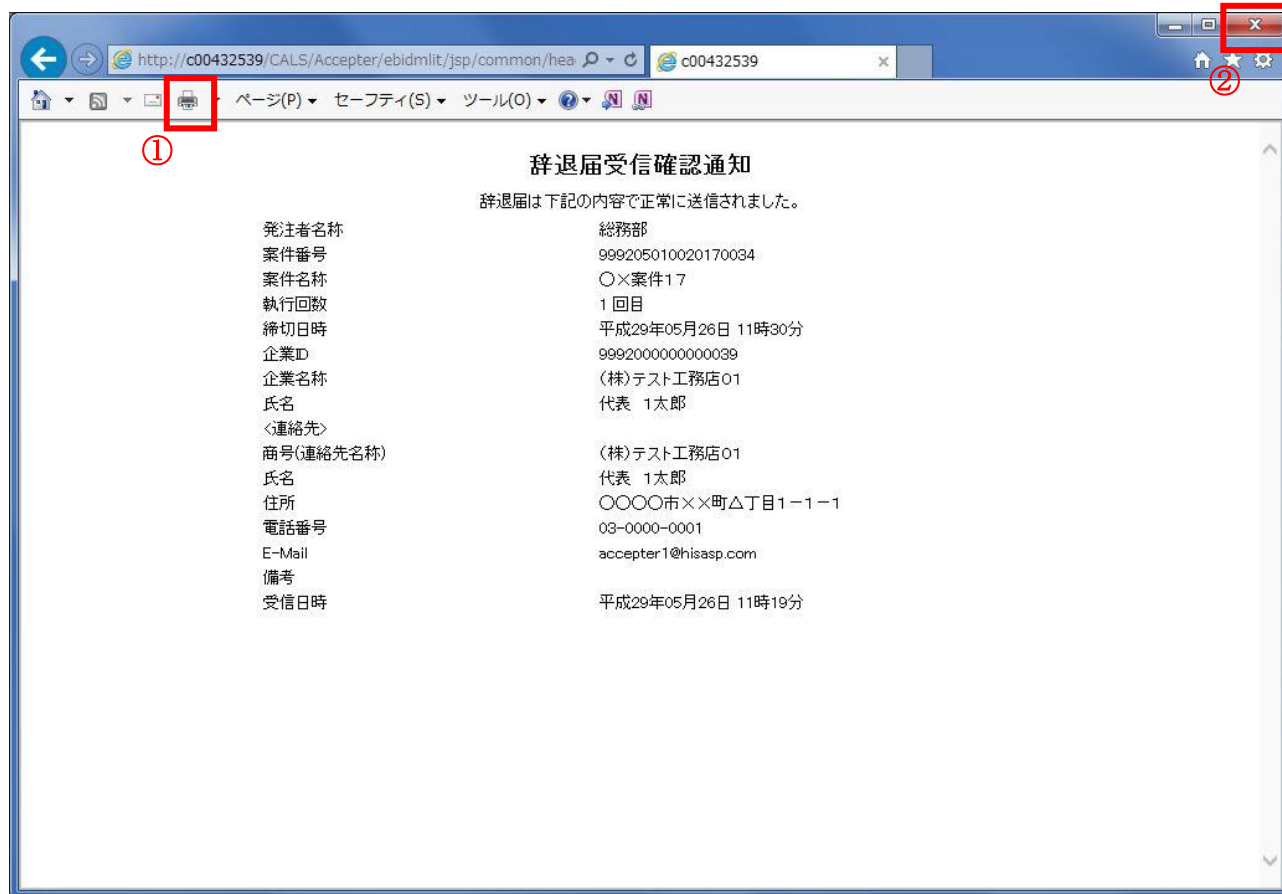 http://c00432539/CALS/Accepter/ebidmlit/jsp/common/hea
c00432539
②
ページ(P) セーフティ(S) ツール(O)
①
辞退届受信確認通知
辞退届は下記の内容で正常に送信されました。
発注者名称 総務部
案件番号 999205010020170034
案件名称 〇×案件17
執行回数 1回目
締切日時 平成29年05月26日 11時30分
企業ID 9992000000000039
企業名称 (株)テスト工務店01
氏名 代表 1太郎
<連絡先>
商号(連絡先名称) (株)テスト工務店01
氏名 代表 1太郎
住所 〇〇〇〇市××町△丁目1-1-1
電話番号 03-0000-0001
E-Mail accepter1@hisasp.com
備考
受信日時 平成29年05月26日 11時19分